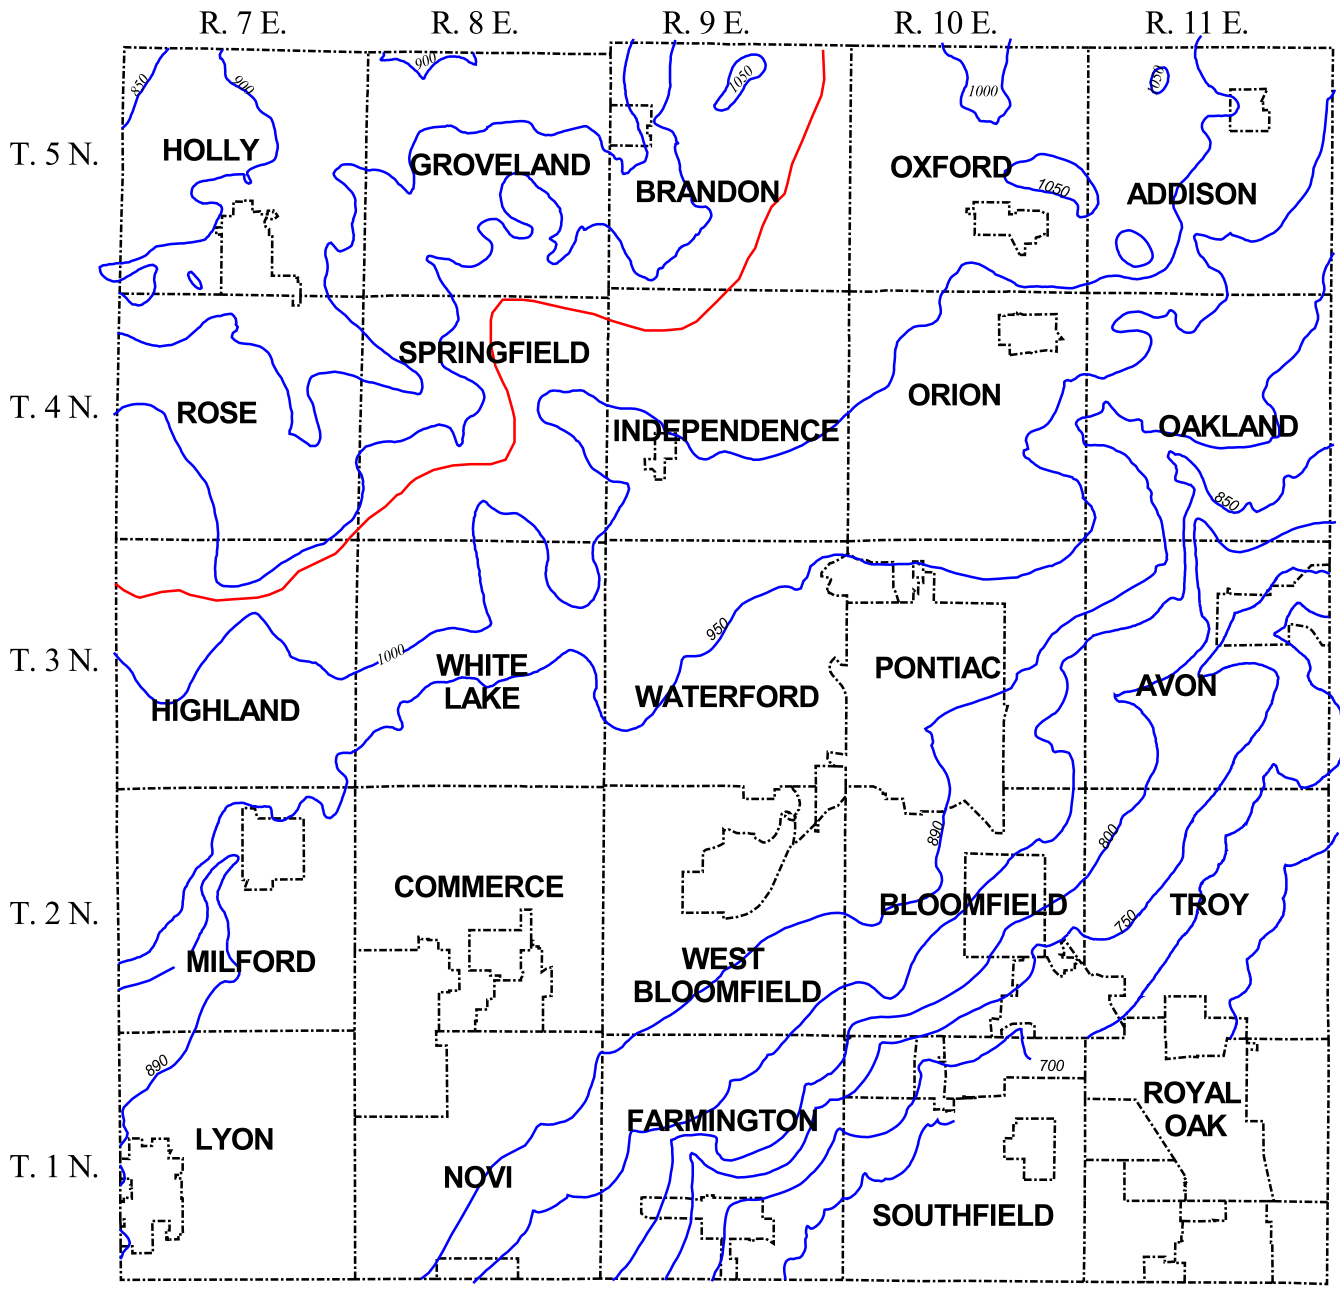 R. 7 E. R. 8 E. R. 9 E. R. 10 E. R. 11 E.
850 900 900 1050 1000 1050
T. 5 N.
HOLLY GROVELAND BRANDON OXFORD ADDISON
1050
T. 4 N.
ROSE SPRINGFIELD INDEPENDENCE ORION OAKLAND
850
950
1000
T. 3 N.
HIGHLAND WHITE
LAKE
WATERFORD PONTIAC AVON
890 800
T. 2 N.
MILFORD COMMERCE WEST
BLOOMFIELD
BLOOMFIELD TROY
750
890 700
T. 1 N.
LYON NOVI FARMINGTON SOUTHFIELD ROYAL
OAK